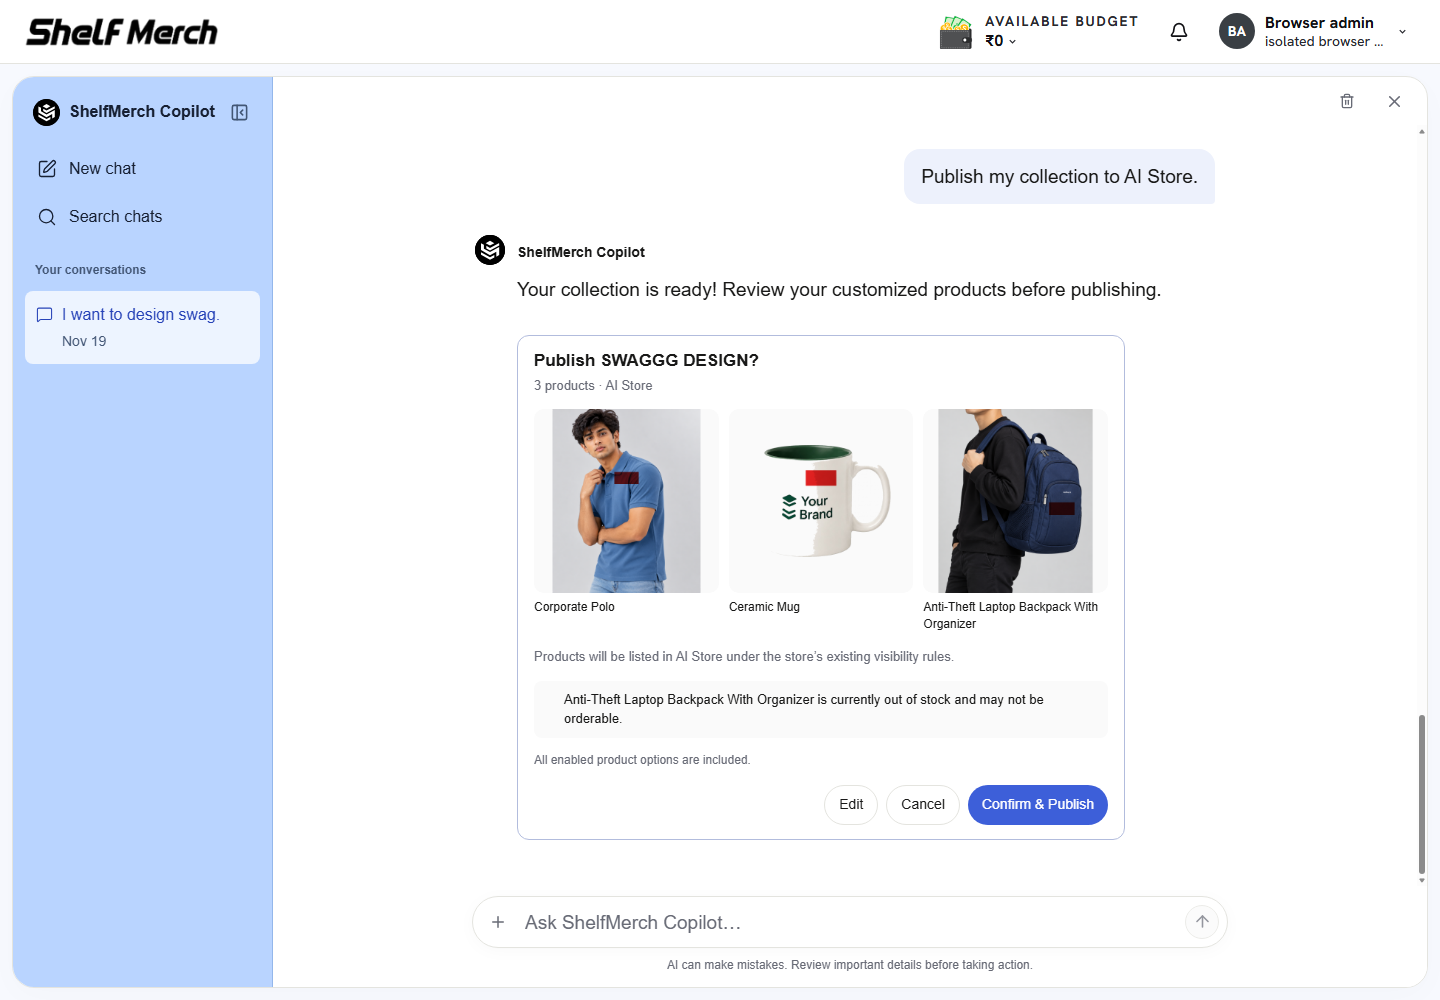 Shelf Merch
AVAILABLE BUDGET
₹0
BA
Browser admin
isolated browser ...
ShelfMerch Copilot
New chat
Search chats
Your conversations
I want to design swag.
Nov 19
Publish my collection to AI Store.
ShelfMerch Copilot
Your collection is ready! Review your customized products before publishing.
Publish SWAGGG DESIGN?
3 products · AI Store
Your
Brand
Corporate Polo
Ceramic Mug
Anti-Theft Laptop Backpack With
Organizer
Products will be listed in AI Store under the store's existing visibility rules.
Anti-Theft Laptop Backpack With Organizer is currently out of stock and may not be
orderable.
All enabled product options are included.
Edit
Cancel
Confirm & Publish
Ask ShelfMerch Copilot…
AI can make mistakes. Review important details before taking action.